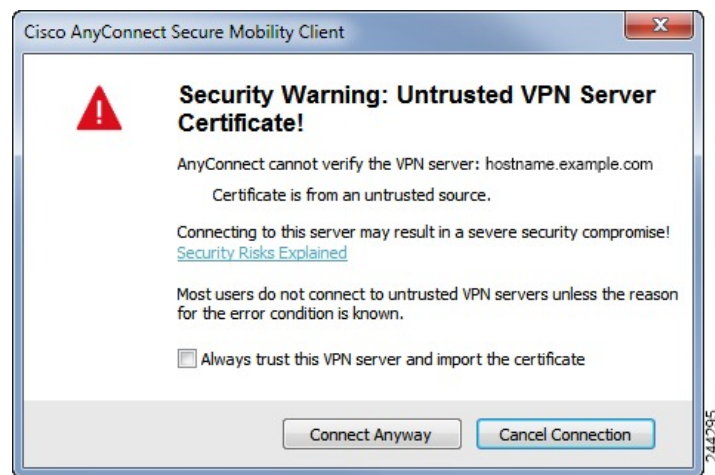 Cisco AnyConnect Secure Mobility Client
Security Warning: Untrusted VPN Server
Certificate!
AnyConnect cannot verify the VPN server: hostname.example.com
Certificate is from an untrusted source.
Connecting to this server may result in a severe security compromise!
Security Risks Explained
Most users do not connect to untrusted VPN servers unless the reason
for the error condition is known.
Always trust this VPN server and import the certificate
Connect Anyway
Cancel Connection
244295